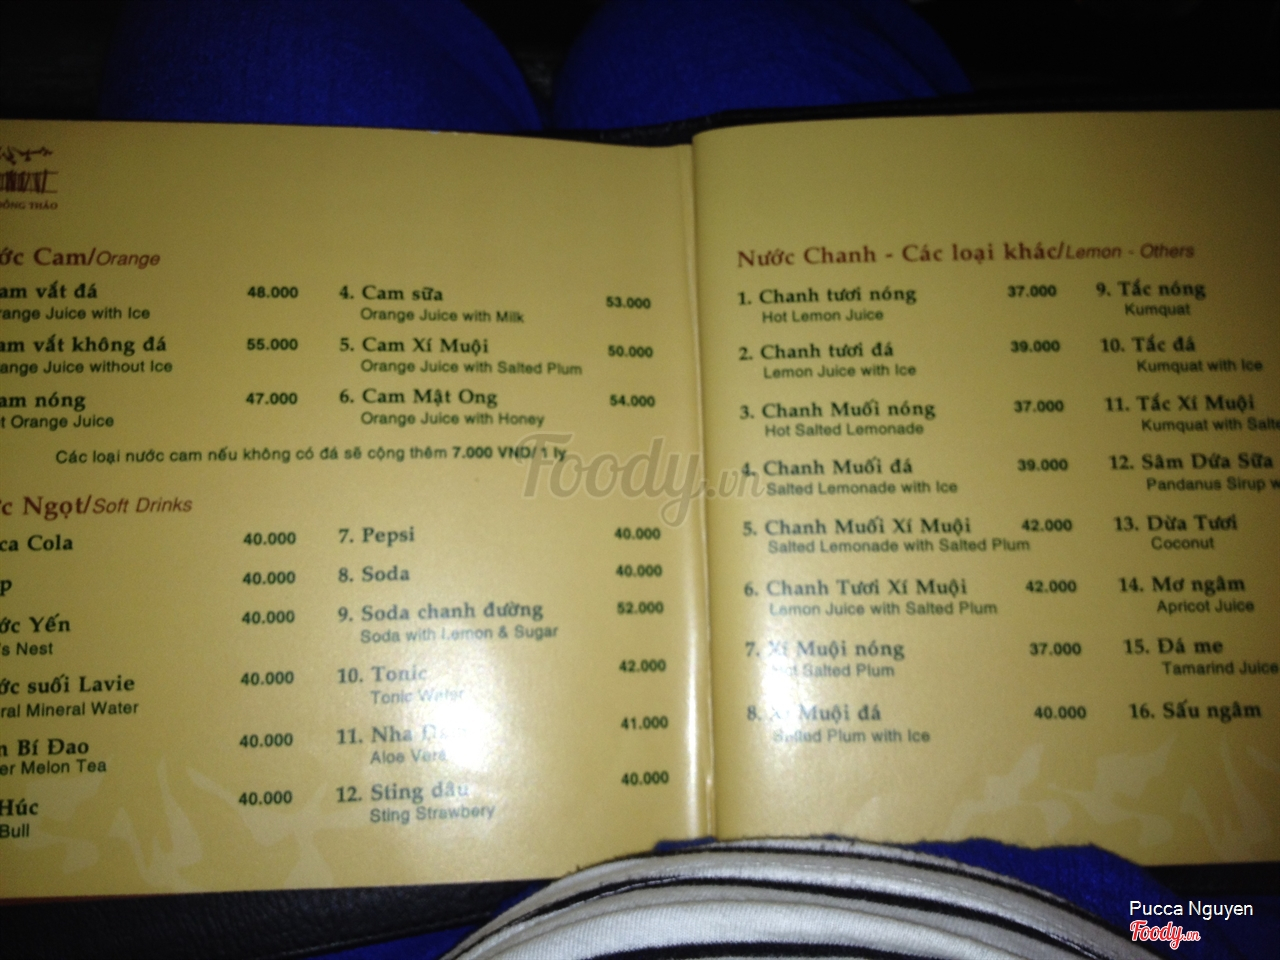 ĐÔNG THẢO
ớc Cam/Orange
am vắt đá 48.000
range Juice with Ice
am vắt không đá 55.000
ange Juice without Ice
am nóng 47.000
t Orange Juice
4. Cam sữa 53.000
Orange Juice with Milk
5. Cam Xí Muội 50.000
Orange Juice with Salted Plum
6. Cam Mật Ong 54.000
Orange Juice with Honey
Các loại nước cam nếu không có đá sẽ cộng thêm 7.000 VND/ 1 ly
c Ngọt/Soft Drinks
ca Cola 40.000
p 40.000
ớc Yến 40.000
's Nest
ớc suối Lavie 40.000
ral Mineral Water
n Bí Đao 40.000
er Melon Tea
Húc 40.000
Bull
7. Pepsi 40.000
8. Soda 40.000
9. Soda chanh đường 52.000
Soda with Lemon & Sugar
10. Tonic 42.000
Tonic Water
11. Nha 41.000
Aloe Vera
12. Sting dâu 40.000
Sting Strawbery
Nước Chanh - Các loại khác/Lemon - Others
1. Chanh tươi nóng 37.000
Hot Lemon Juice
2. Chanh tươi đá 39.000
Lemon Juice with Ice
3. Chanh Muối nóng 37.000
Hot Salted Lemonade
4. Chanh Muối đá 39.000
Salted Lemonade with Ice
5. Chanh Muối Xí Muội 42.000
Salted Lemonade with Salted Plum
6. Chanh Tươi Xí Muội 42.000
Lemon Juice with Salted Plum
7. Xí Muội nóng 37.000
Hot Salted Plum
8. Xí Muội đá 40.000
Salted Plum with Ice
9. Tắc nóng
Kumquat
10. Tắc đá
Kumquat with Ice
11. Tắc Xí Muội
Kumquat with Salte
12. Sâm Dứa Sữa
Pandanus Sirup w
13. Dừa Tươi
Coconut
14. Mơ ngâm
Apricot Juice
15. Đá me
Tamarind Juice
16. Sấu ngâm
Foody.vn
Pucca Nguyen
Foody.vn